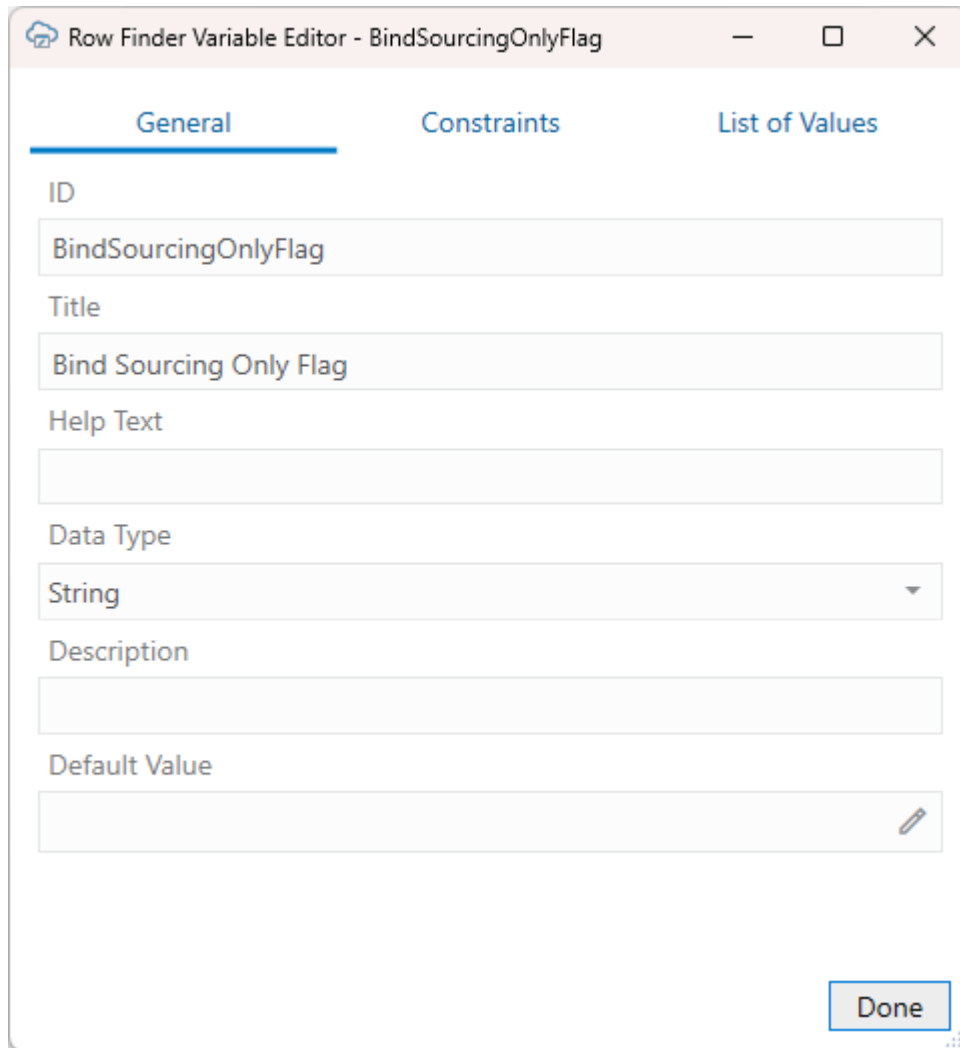 Row Finder Variable Editor - BindSourcingOnlyFlag
General Constraints List of Values
ID
BindSourcingOnlyFlag
Title
Bind Sourcing Only Flag
Help Text
Data Type
String
Description
Default Value
Done